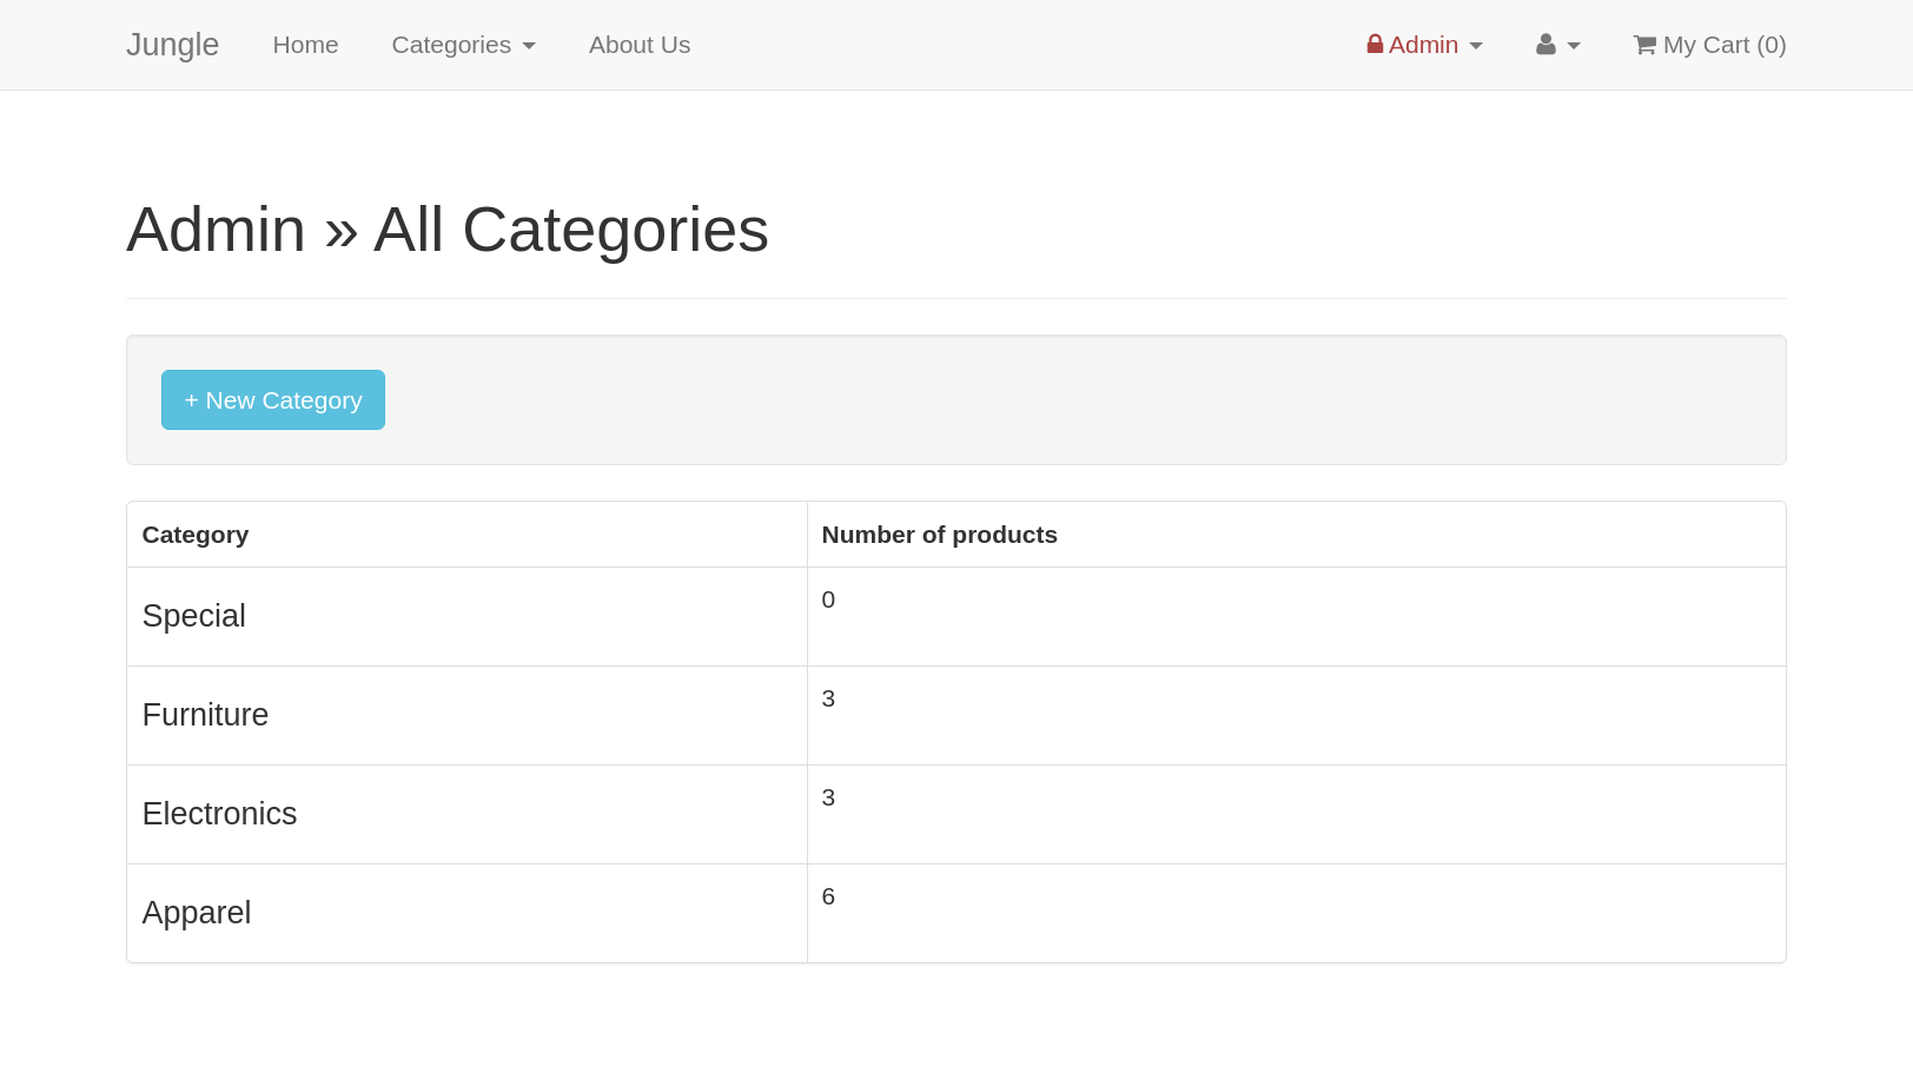 Jungle Home Categories About Us Admin My Cart (0)
Admin » All Categories
+ New Category
Category Number of products
Special 0
Furniture 3
Electronics 3
Apparel 6